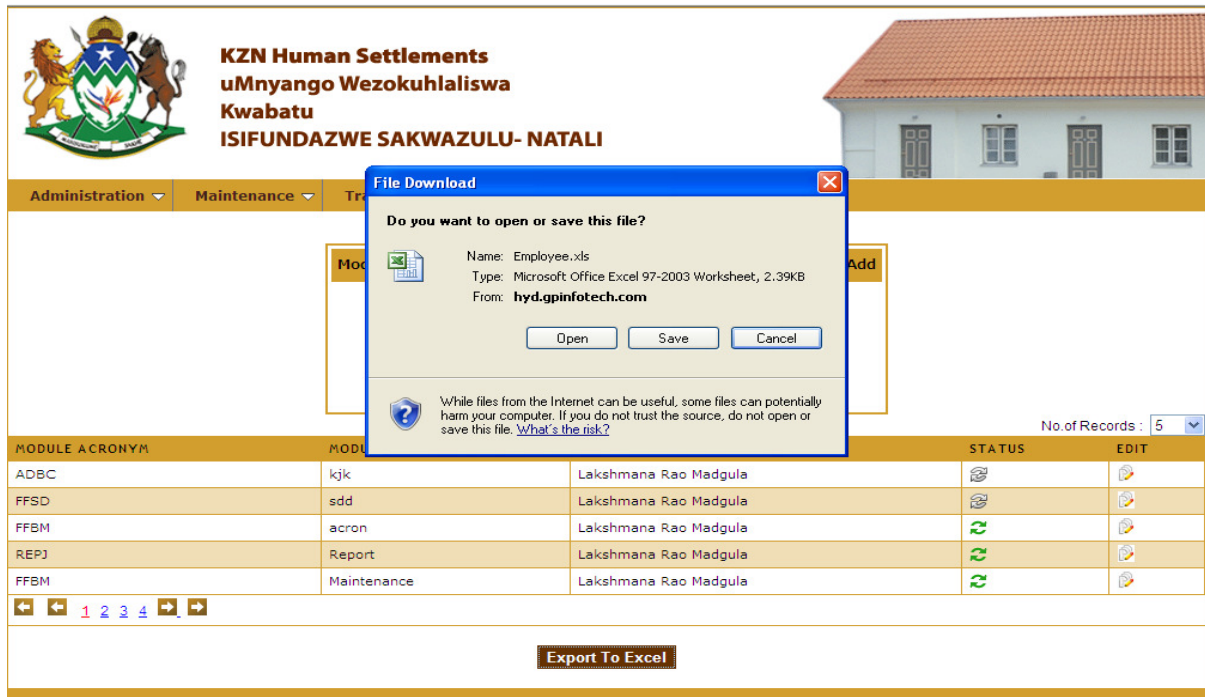 KZN Human Settlements
uMnyango Wezokuhlaliswa
Kwabatu
ISIFUNDAZWE SAKWAZULU- NATALI
Administration Maintenance
File Download
Do you want to open or save this file?
Name: Employee.xls
Type: Microsoft Office Excel 97-2003 Worksheet, 2.39KB
From: hyd.gpinfotech.com
Open Save Cancel
While files from the Internet can be useful, some files can potentially
harm your computer. If you do not trust the source, do not open or
save this file. What's the risk?
Add
No.of Records : 5
MODULE ACRONYM STATUS EDIT
ADBC kjk Lakshmana Rao Madgula
FFSD sdd Lakshmana Rao Madgula
FFBM acron Lakshmana Rao Madgula
REPJ Report Lakshmana Rao Madgula
FFBM Maintenance Lakshmana Rao Madgula
1 2 3 4
Export To Excel